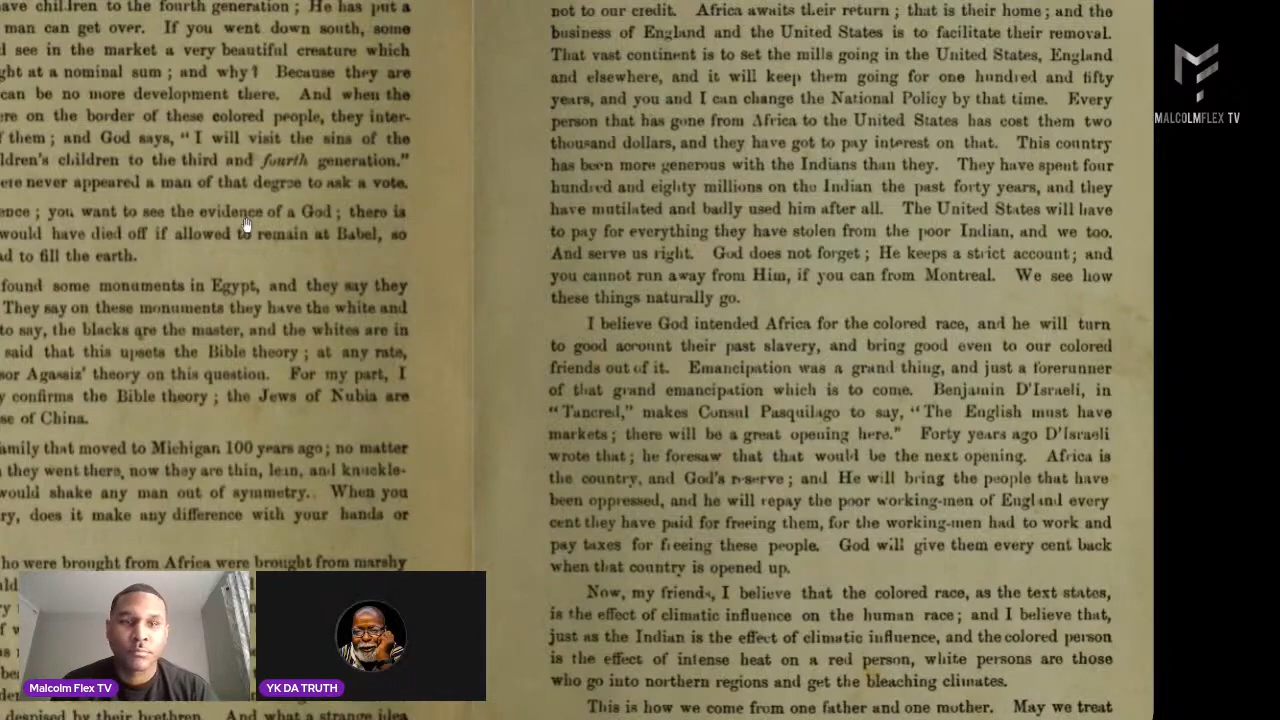 ave children to the fourth generation ; He has put a
man can get over. If you went down south, some
see in the market a very beautiful creature which
ght at a nominal sum ; and why? Because they are
can be no more development there. And when the
re on the border of these colored people, they inter-
f them ; and God says, " I will visit the sins of the
ldren's children to the third and fourth generation."
ere never appeared a man of that degree to ask a vote.
ence ; you want to see the evidence of a God ; there is
would have died off if allowed to remain at Babel, so
ad to fill the earth.
found some monuments in Egypt, and they say they
They say on these monuments they have the white and
to say, the blacks are the master, and the whites are in
said that this upsets the Bible theory ; at any rate,
sor Agassiz' theory on this question. For my part, I
y confirms the Bible theory ; the Jews of Nubia are
se of China.
amily that moved to Michigan 100 years ago ; no matter
they went there, now they are thin, lean, and knuckle-
would shake any man out of symmetry. When you
ry, does it make any difference with your hands or
ho were brought from Africa were brought from marshy
despised by their brethren. And what a strange idea
not to our credit. Africa awaits their return ; that is their home ; and the
business of England and the United States is to facilitate their removal.
That vast continent is to set the mills going in the United States, England
and elsewhere, and it will keep them going for one hundred and fifty
years, and you and I can change the National Policy by that time. Every
person that has gone from Africa to the United States has cost them two
thousand dollars, and they have got to pay interest on that. This country
has been more generous with the Indians than they. They have spent four
hundred and eighty millions on the Indian the past forty years, and they
have mutilated and badly used him after all. The United States will have
to pay for everything they have stolen from the poor Indian, and we too.
And serve us right. God does not forget ; He keeps a strict account ; and
you cannot run away from Him, if you can from Montreal. We see how
these things naturally go.
I believe God intended Africa for the colored race, and he will turn
to good account their past slavery, and bring good even to our colored
friends out of it. Emancipation was a grand thing, and just a forerunner
of that grand emancipation which is to come. Benjamin D'Israeli, in
"Tancred," makes Consul Pasquilago to say, "The English must have
markets ; there will be a great opening here." Forty years ago D'Israeli
wrote that ; he foresaw that that would be the next opening. Africa is
the country, and God's reserve ; and He will bring the people that have
been oppressed, and he will repay the poor working-men of England every
cent they have paid for freeing them, for the working-men had to work and
pay taxes for freeing these people. God will give them every cent back
when that country is opened up.
Now, my friends, I believe that the colored race, as the text states,
is the effect of climatic influence on the human race ; and I believe that,
just as the Indian is the effect of climatic influence, and the colored person
is the effect of intense heat on a red person, white persons are those
who go into northern regions and get the bleaching climates.
This is how we come from one father and one mother. May we treat
MALCOLMFLEX TV
Malcolm Flex TV
YK DA TRUTH